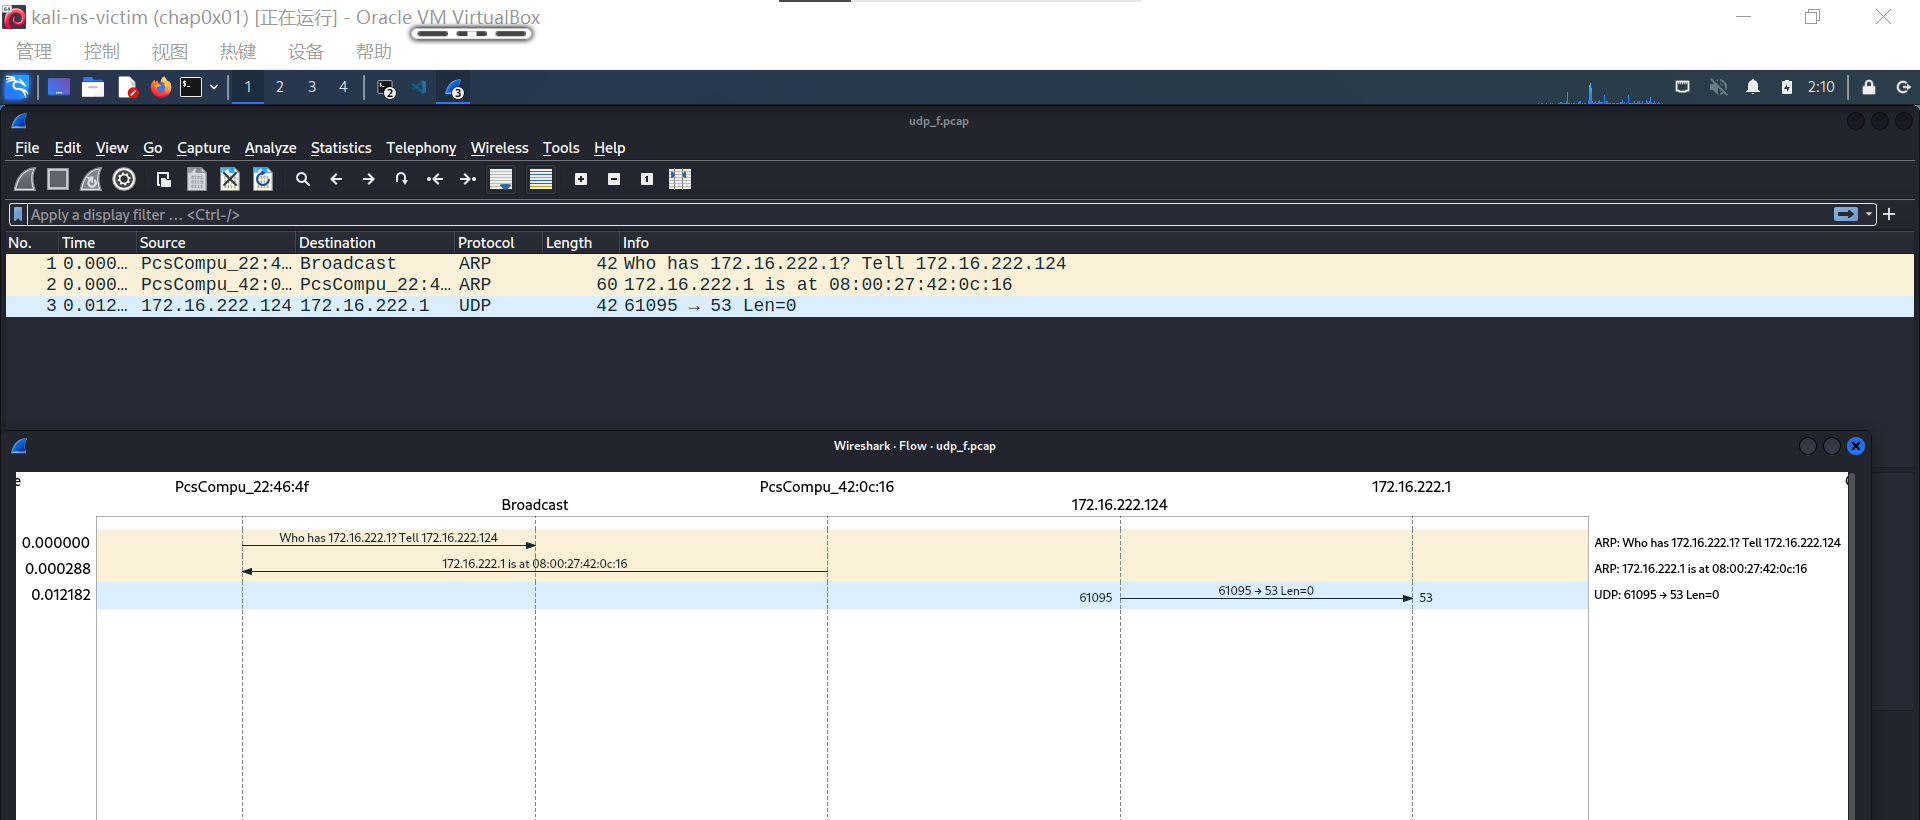 kali-ns-victim (chap0x01) [正在运行] - Oracle VM VirtualBox
管理 控制 视图 热键 设备 帮助
1 2 3 4 2 3 2:10
udp_f.pcap
File Edit View Go Capture Analyze Statistics Telephony Wireless Tools Help
Apply a display filter … <Ctrl-/>
No. Time Source Destination Protocol Length Info
1 0.000… PcsCompu_22:4… Broadcast ARP 42 Who has 172.16.222.1? Tell 172.16.222.124
2 0.000… PcsCompu_42:0… PcsCompu_22:4… ARP 60 172.16.222.1 is at 08:00:27:42:0c:16
3 0.012… 172.16.222.124 172.16.222.1 UDP 42 61095 → 53 Len=0
Wireshark · Flow · udp_f.pcap
e PcsCompu_22:46:4f PcsCompu_42:0c:16 172.16.222.1
Broadcast 172.16.222.124
0.000000 Who has 172.16.222.1? Tell 172.16.222.124 ARP: Who has 172.16.222.1? Tell 172.16.222.124
0.000288 172.16.222.1 is at 08:00:27:42:0c:16 ARP: 172.16.222.1 is at 08:00:27:42:0c:16
0.012182 61095 61095 → 53 Len=0 53 UDP: 61095 → 53 Len=0